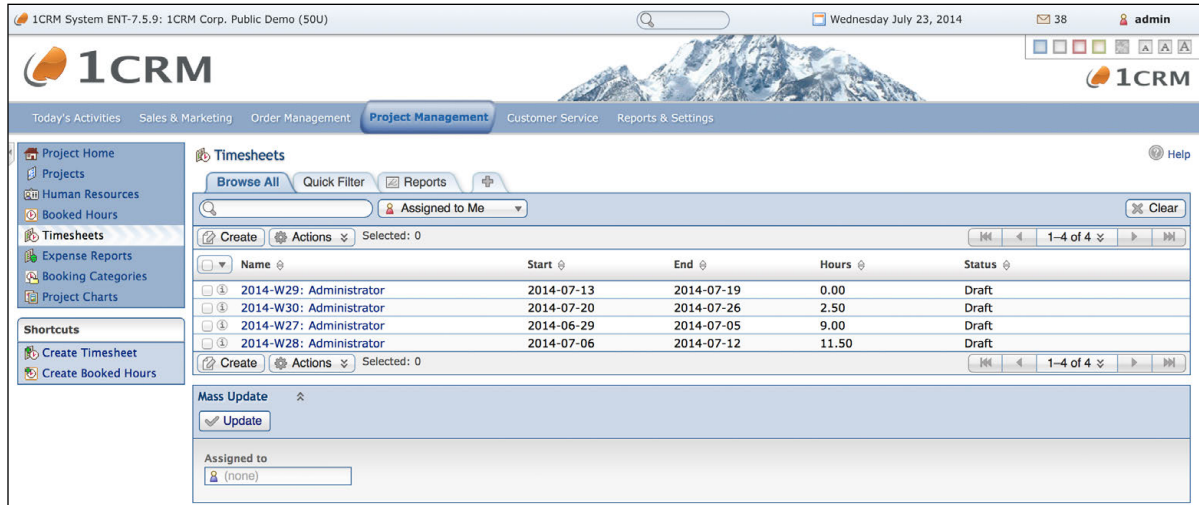 1CRM System ENT-7.5.9: 1CRM Corp. Public Demo (50U) Wednesday July 23, 2014 38 admin
1CRM
A A A
1CRM
Today's Activities Sales & Marketing Order Management Project Management Customer Service Reports & Settings
Project Home
Projects
Human Resources
Booked Hours
Timesheets
Expense Reports
Booking Categories
Project Charts
Shortcuts
Create Timesheet
Create Booked Hours
Timesheets Help
Browse All Quick Filter Reports
Assigned to Me Clear
Create Actions Selected: 0 1–4 of 4
Name Start End Hours Status
2014-W29: Administrator 2014-07-13 2014-07-19 0.00 Draft
2014-W30: Administrator 2014-07-20 2014-07-26 2.50 Draft
2014-W27: Administrator 2014-06-29 2014-07-05 9.00 Draft
2014-W28: Administrator 2014-07-06 2014-07-12 11.50 Draft
Create Actions Selected: 0 1–4 of 4
Mass Update
Update
Assigned to
(none)